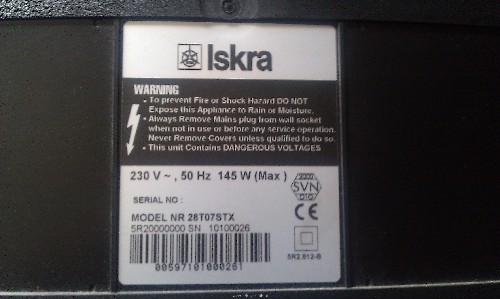 Iskra
WARNING
• To prevent Fire or Shock Hazard DO NOT
Expose this Appliance to Rain or Moisture.
• Always Remove Mains plug from wall socket
when not in use or before any service operation.
Never Remove Covers unless qualified to do so.
• This unit Contains DANGEROUS VOLTAGES
230 V ~ , 50 Hz 145 W (Max )
SVN
SERIAL NO :
CE
MODEL NR 28T07STX
5R20000000 SN 10100026
00597101000261
5R2.812-B